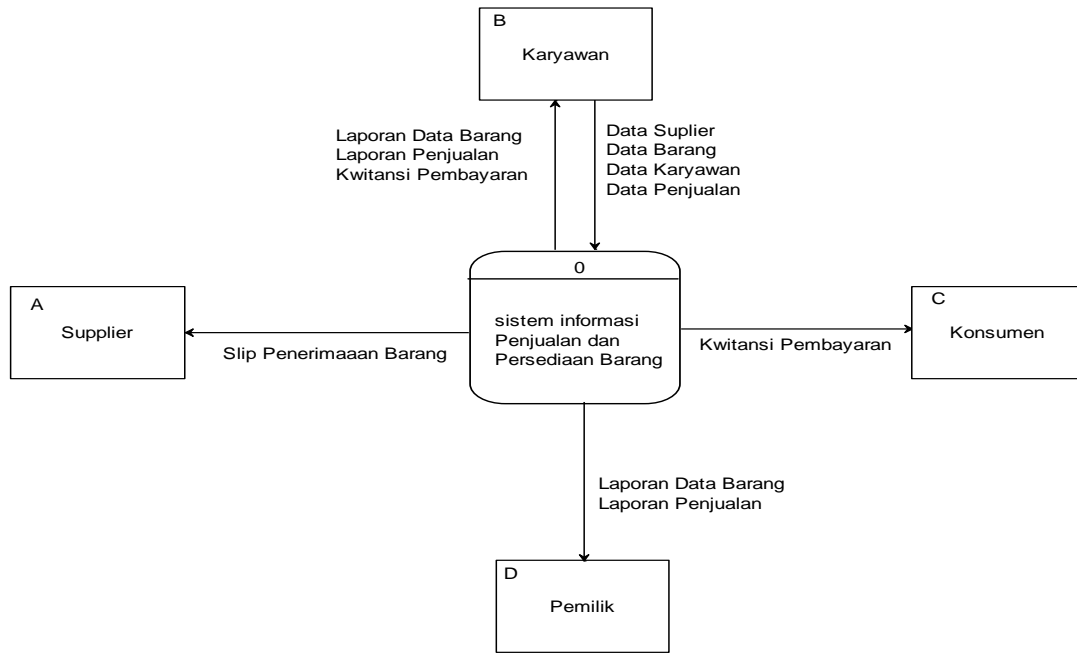 B
Karyawan
Laporan Data Barang
Laporan Penjualan
Kwitansi Pembayaran
Data Suplier
Data Barang
Data Karyawan
Data Penjualan
A
Supplier
Slip Penerimaaan Barang
0
sistem informasi
Penjualan dan
Persediaan Barang
Kwitansi Pembayaran
C
Konsumen
Laporan Data Barang
Laporan Penjualan
D
Pemilik